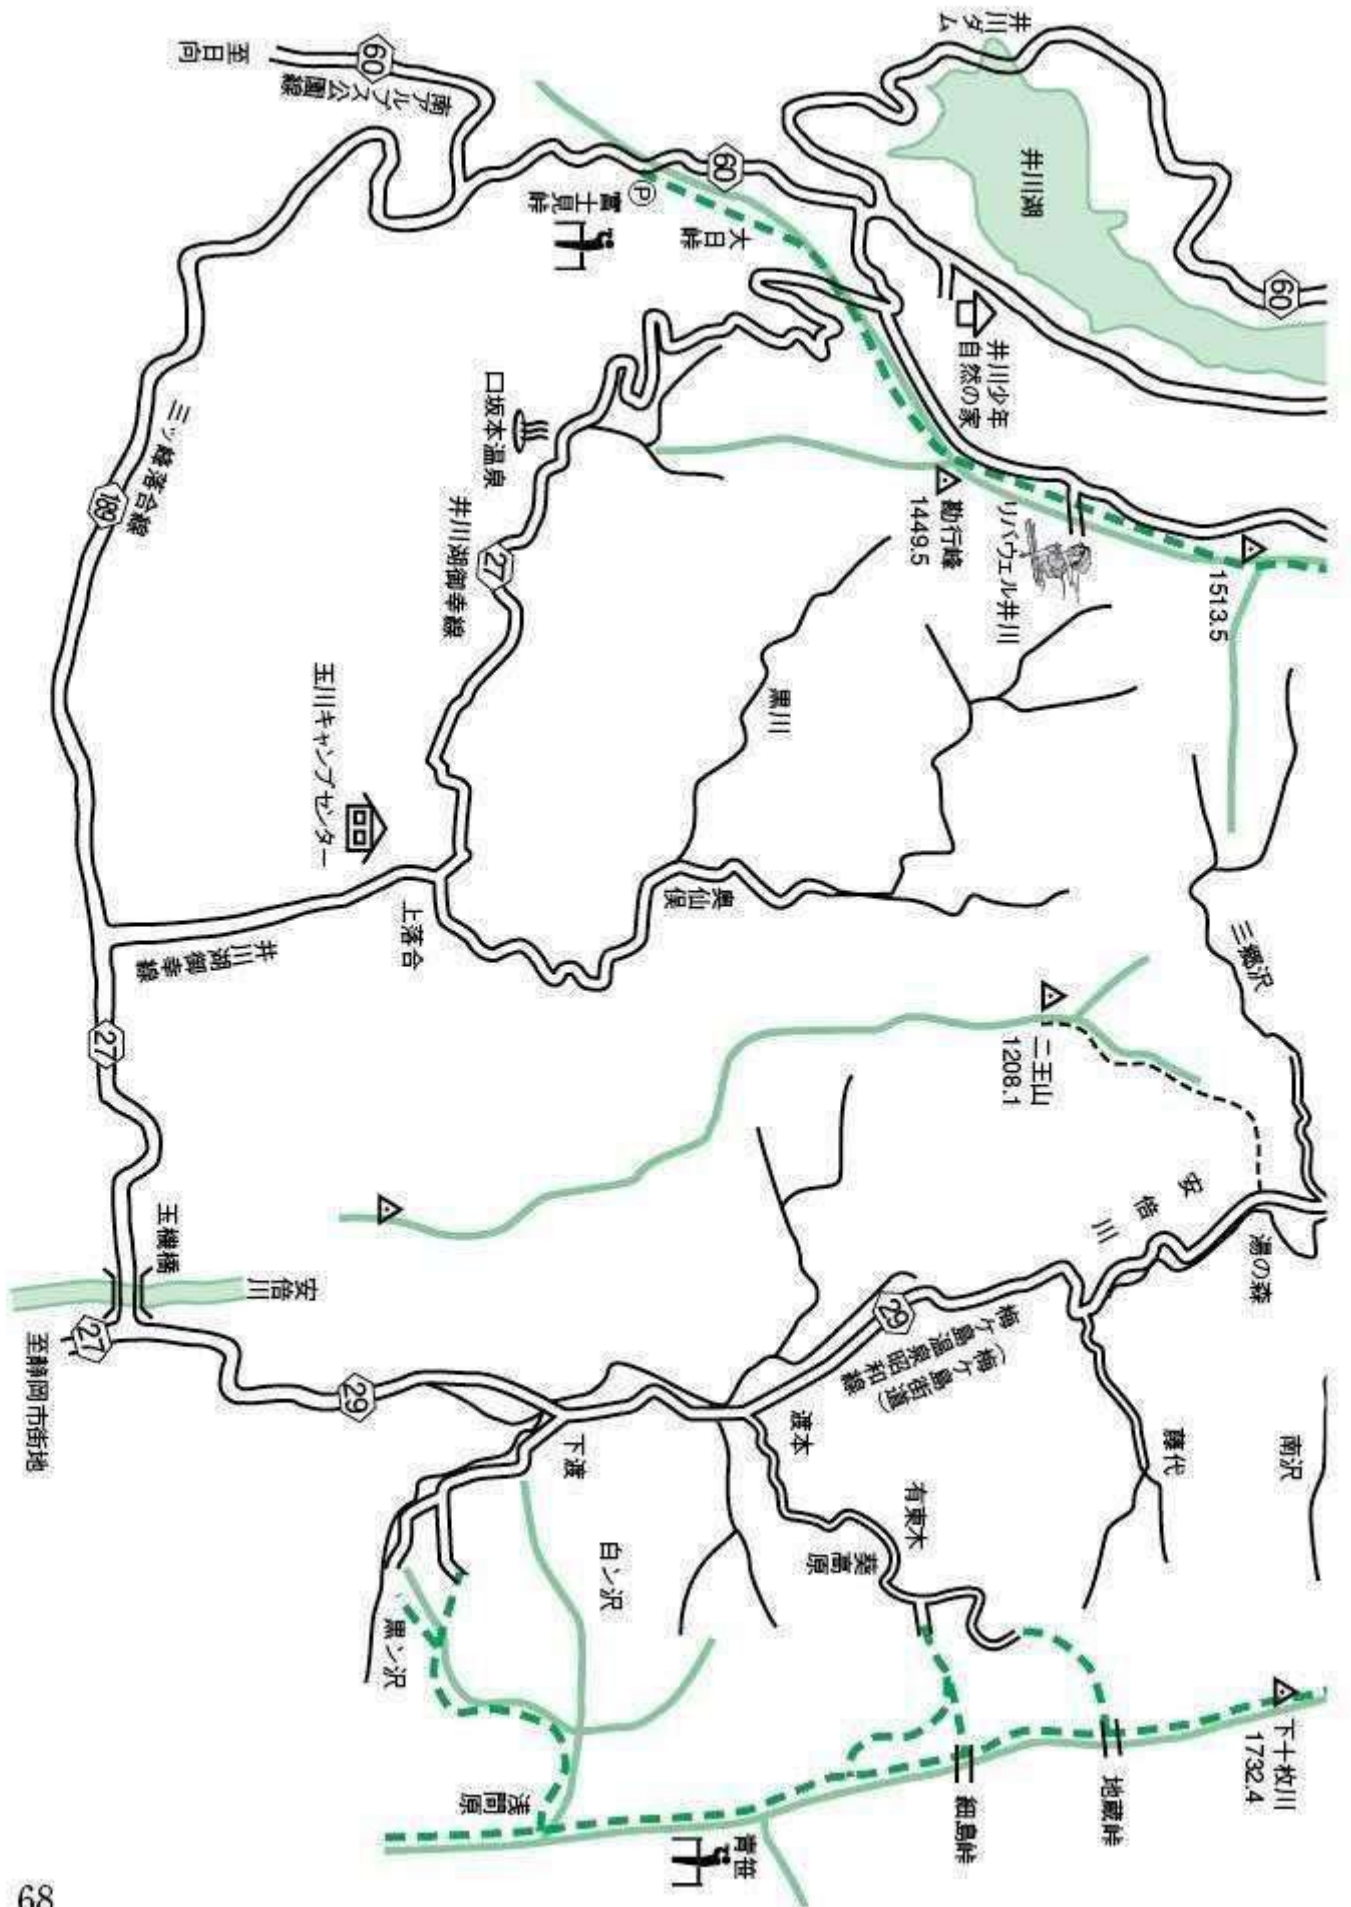 井川ダム
60
至日向
南アルプス公園線
井川湖
60
富士見峠
P
大日峠
60
井川少年
自然の家
口坂本温泉
三ッ峰落合線
189
勘行峰
1449.5
リバウェル井川
1513.5
井川湖御幸線
27
黒川
玉川キャンプセンター
奥仙俣
上落合
井川湖御幸線
三郷沢
27
二王山
1208.1
安倍川
湯の森
玉機橋
安倍川
27
至静岡市街地
29
29
梅ケ島温泉昭和線
(梅ケ島街道)
渡本
下渡
藤代
南沢
有東木
葵高原
白ン沢
黒ン沢
浅間原
青笹
細島峠
地蔵峠
下十枚川
1732.4
68